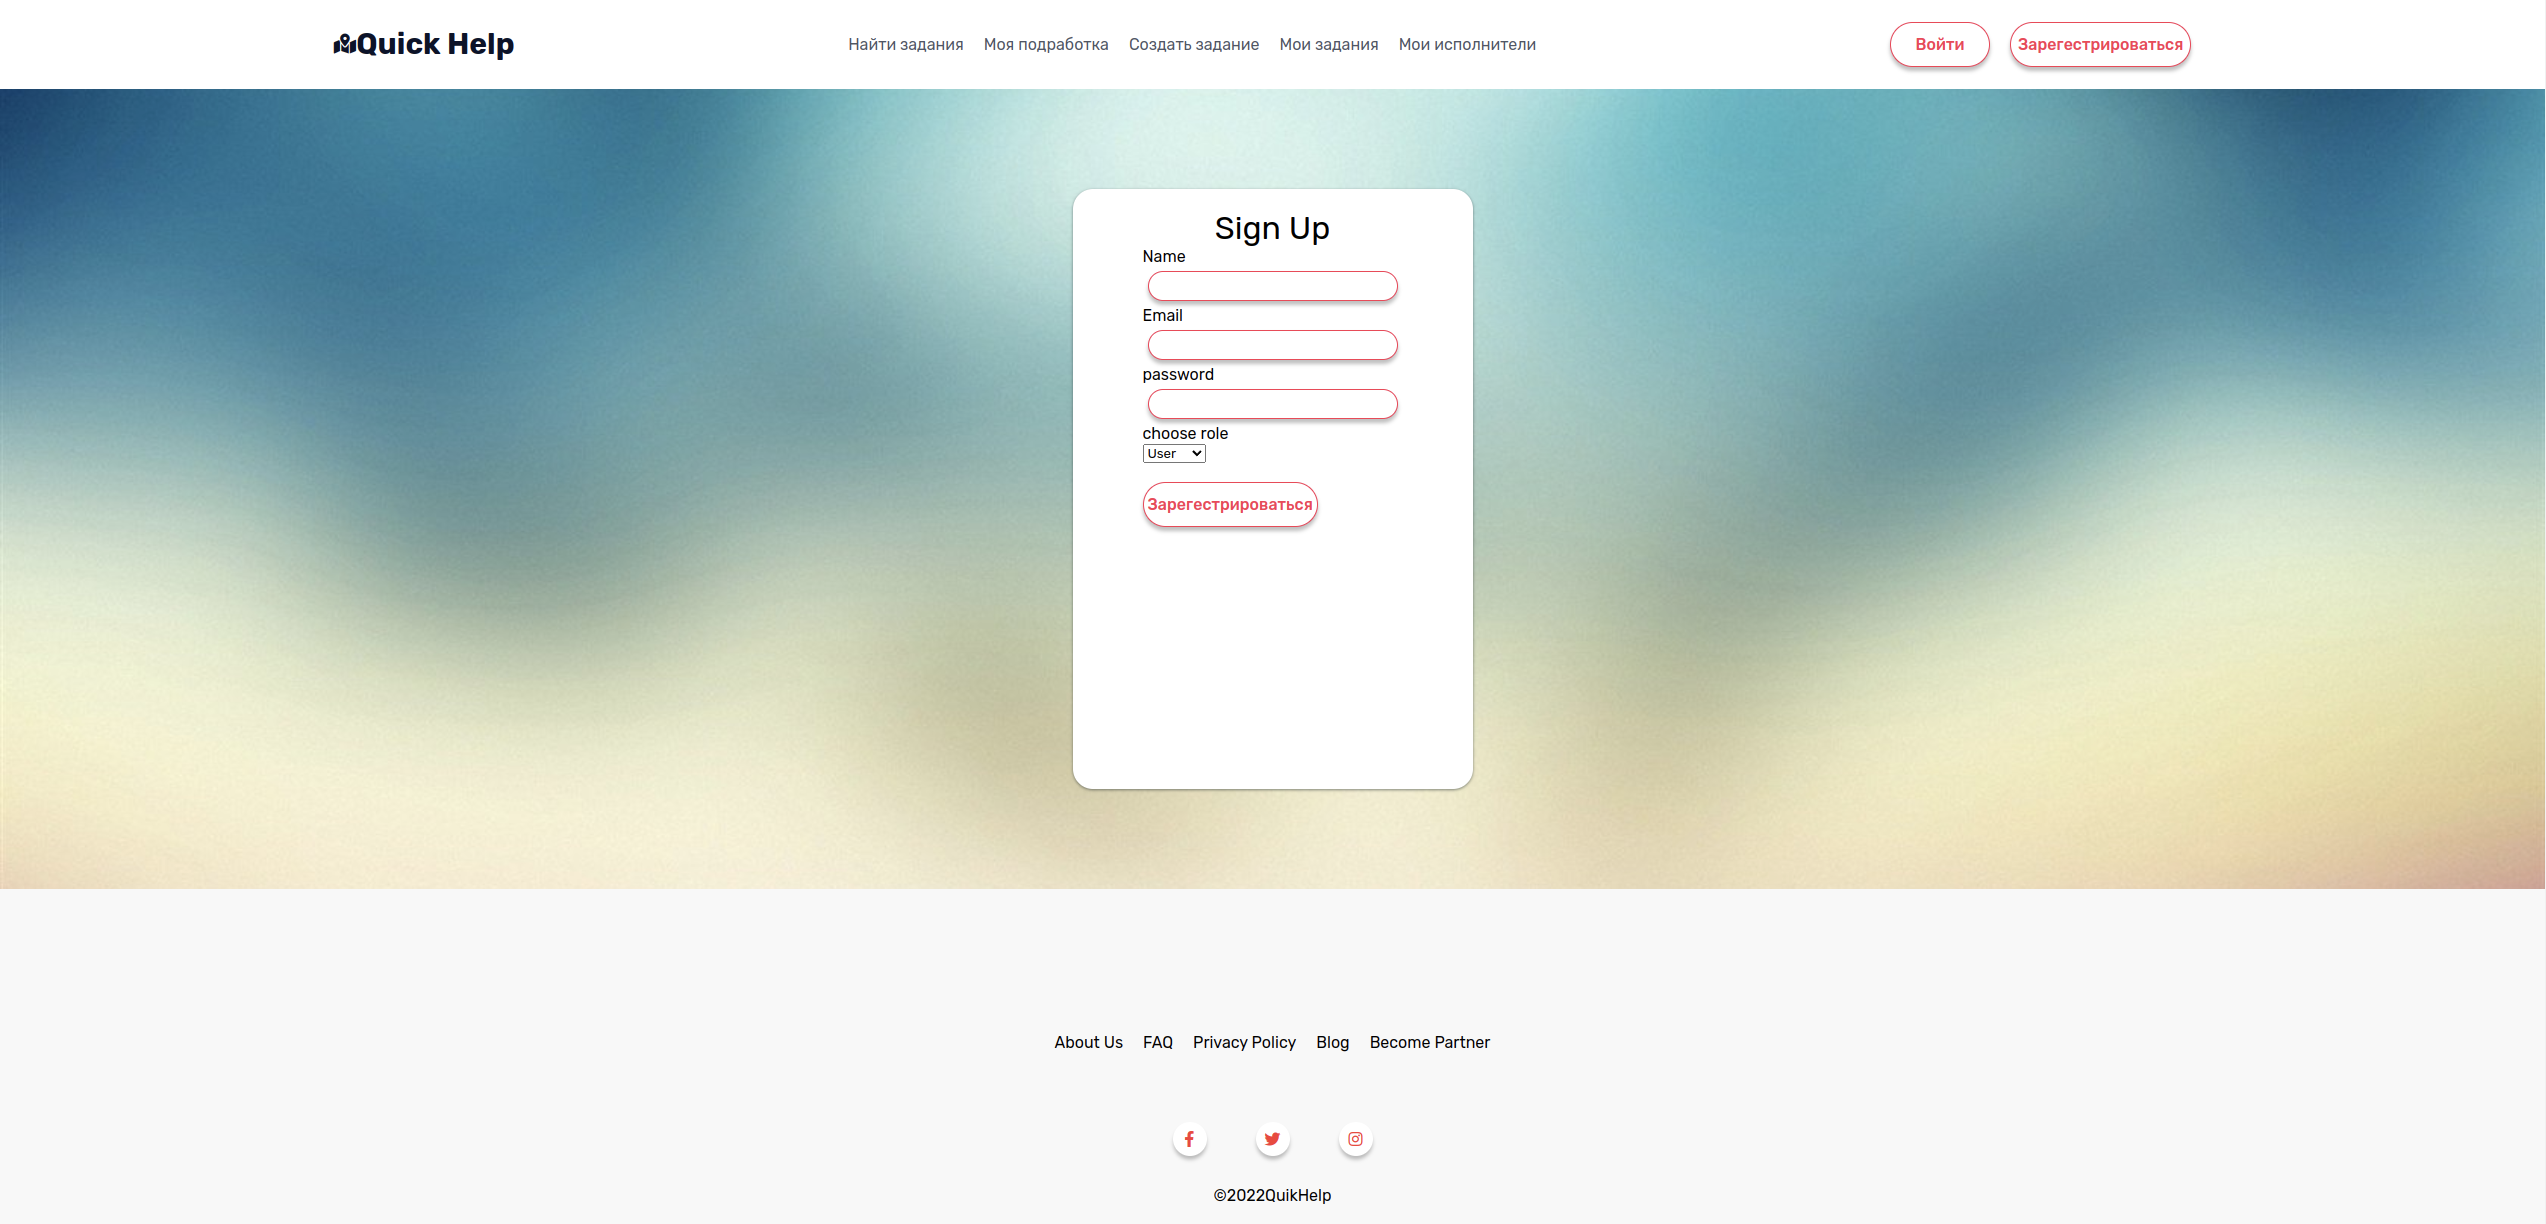 Quick Help
Найти задания Моя подработка Создать задание Мои задания Мои исполнители
Войти Зарегестрироваться
Sign Up
Name
Email
password
choose role
User
Зарегестрироваться
About Us FAQ Privacy Policy Blog Become Partner
©2022QuikHelp